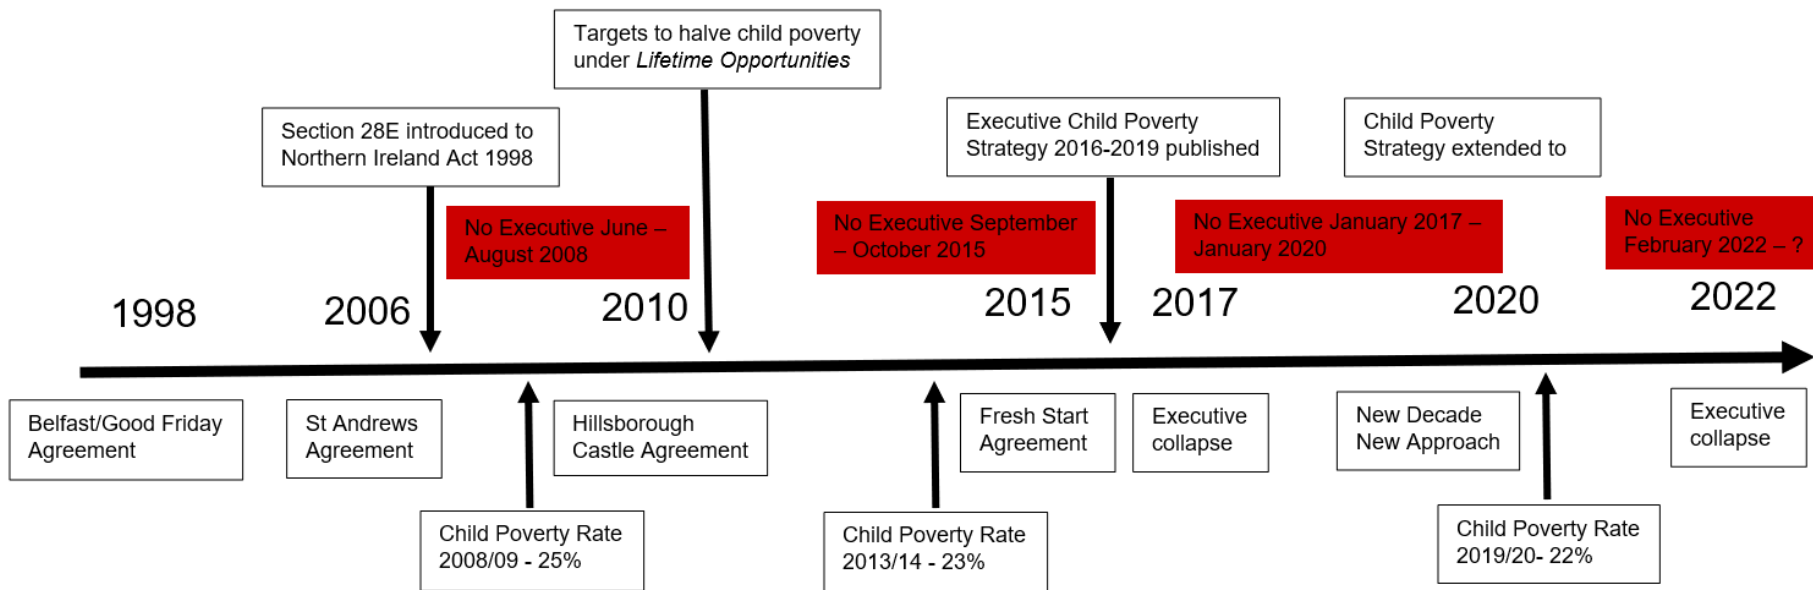 Targets to halve child poverty
under Lifetime Opportunities
Section 28E introduced to
Northern Ireland Act 1998
Executive Child Poverty
Strategy 2016-2019 published
Child Poverty
Strategy extended to
No Executive June –
August 2008
No Executive September
– October 2015
No Executive January 2017 –
January 2020
No Executive
February 2022 – ?
1998
2006
2010
2015
2017
2020
2022
Belfast/Good Friday
Agreement
St Andrews
Agreement
Hillsborough
Castle Agreement
Fresh Start
Agreement
Executive
collapse
New Decade
New Approach
Executive
collapse
Child Poverty Rate
2008/09 - 25%
Child Poverty Rate
2013/14 - 23%
Child Poverty Rate
2019/20- 22%